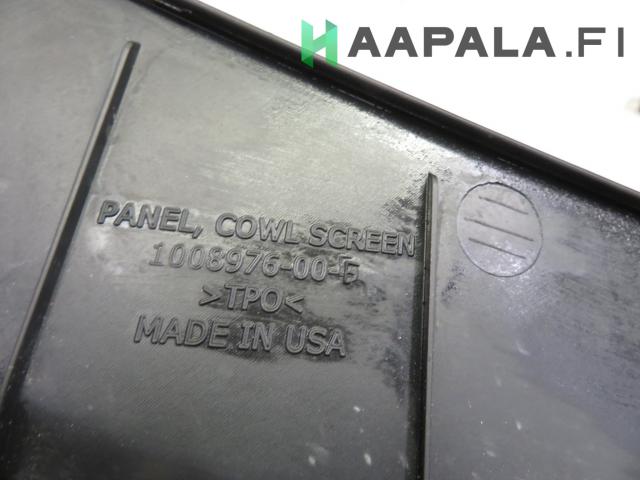 HAAPALA.FI
PANEL, COWL SCREEN
1008976-00-F
>TPO<
MADE IN USA